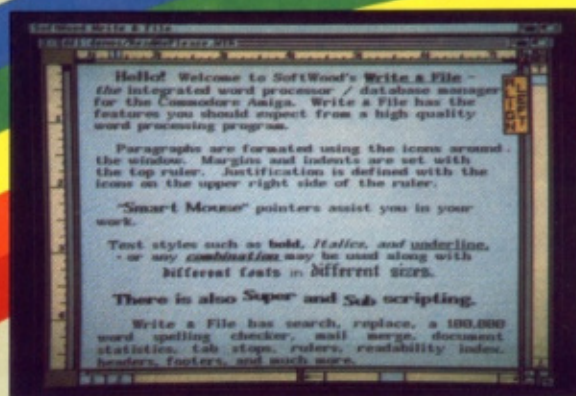 SoftWood Write & File
Hello! Welcome to SoftWood's Write & File -
the integrated word processor / database manager
for the Commodore Amiga. Write & File has the
features you should expect from a high quality
word processing program.
Paragraphs are formated using the icons around
the window. Margins and indents are set with
the top ruler. Justification is defined with the
icons on the upper right side of the ruler.
"Smart Mouse" pointers assist you in your
work.
Text styles such as bold, italics, and underline,
- or any combination may be used along with
different fonts in different sizes.
There is also Super and Sub scripting.
Write & File has search, replace, a 100,000
word spelling checker, mail merge, document
statistics, tab stops, rulers, readability index,
headers, footers, and much more.